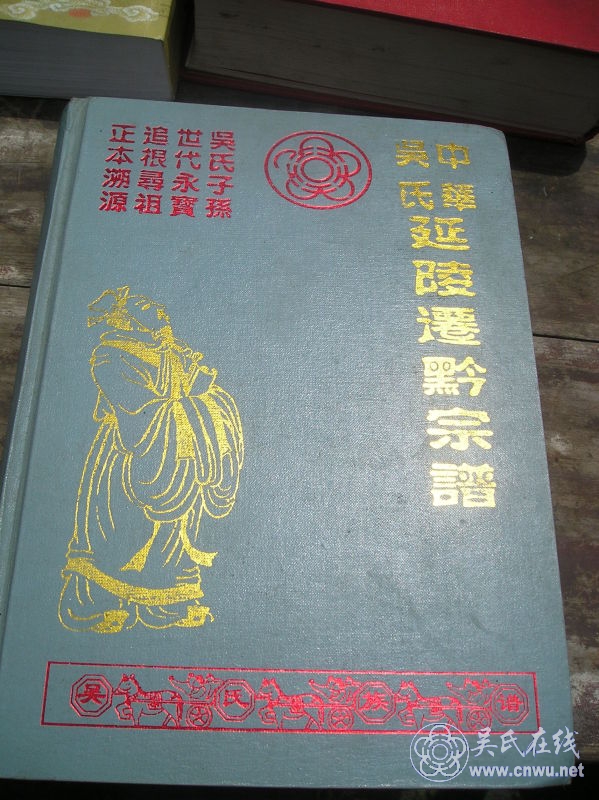 中華
吳氏
延陵遷黔宗譜
吳氏子孫
世代永寶
追根尋祖
正本溯源
吴氏族谱
吴氏在线
www.cnwu.net